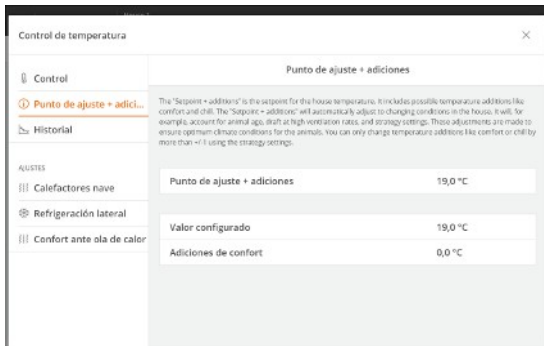 Control de temperatura
Control
Punto de ajuste + adici...
Historial
AJUSTES
Calefactores nave
Refrigeración lateral
Confort ante ola de calor
Punto de ajuste + adiciones
The "Setpoint + additions" is the setpoint for the house temperature. It includes possible temperature additions like
comfort and chill. The "Setpoint + additions" will automatically adjust to changing conditions in the house. It will, for
example, account for animal age, draft at high ventilation rates, and strategy settings. These adjustments are made to
ensure optimum climate conditions for the animals. You can only change temperature additions like comfort or chill by
more than +/-1 using the strategy settings.
Punto de ajuste + adiciones 19,0 °C
Valor configurado 19,0 °C
Adiciones de confort 0,0 °C